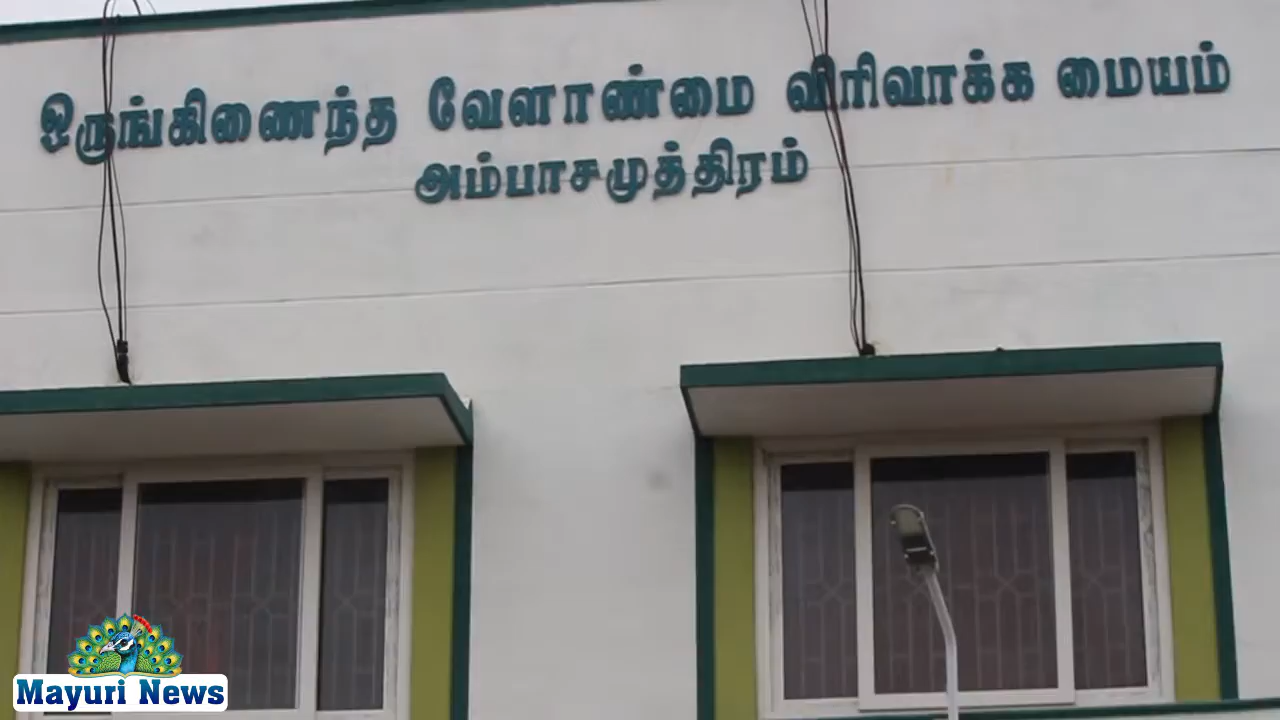 ஒருங்கிணைந்த வேளாண்மை விரிவாக்க மையம்
அம்பாசமுத்திரம்
Mayuri News